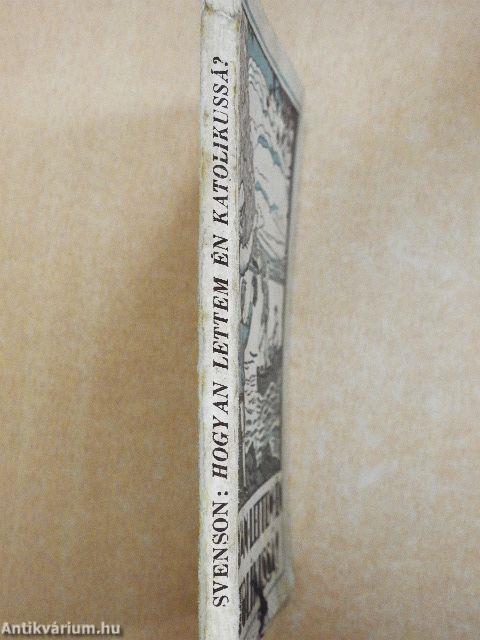 SVENSON: HOGYAN LETTEM ÉN KATOLIKUSSÁ?
Antikvárium.hu